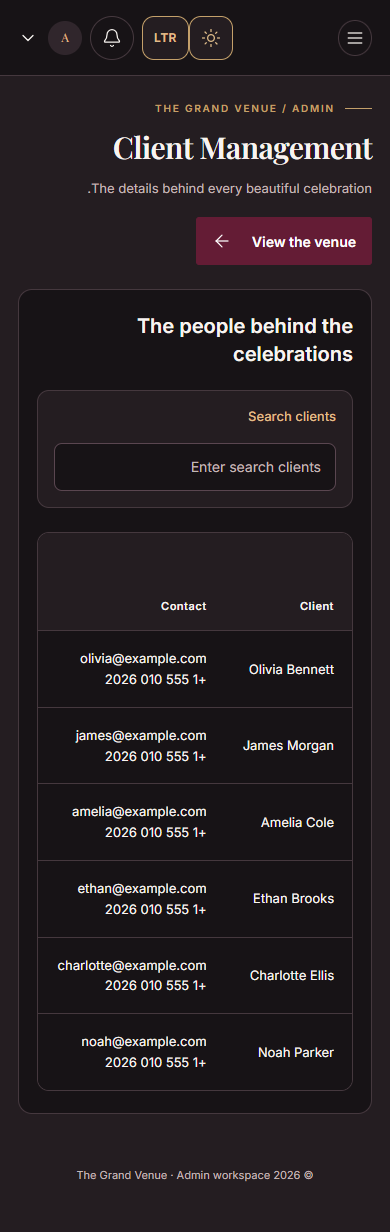 A
LTR
THE GRAND VENUE / ADMIN
Client Management
.The details behind every beautiful celebration
View the venue
The people behind the
celebrations
Search clients
Enter search clients
Client Contact
Olivia Bennett olivia@example.com
2026 010 555 1+
James Morgan james@example.com
2026 010 555 1+
Amelia Cole amelia@example.com
2026 010 555 1+
Ethan Brooks ethan@example.com
2026 010 555 1+
Charlotte Ellis charlotte@example.com
2026 010 555 1+
Noah Parker noah@example.com
2026 010 555 1+
The Grand Venue · Admin workspace 2026 ©